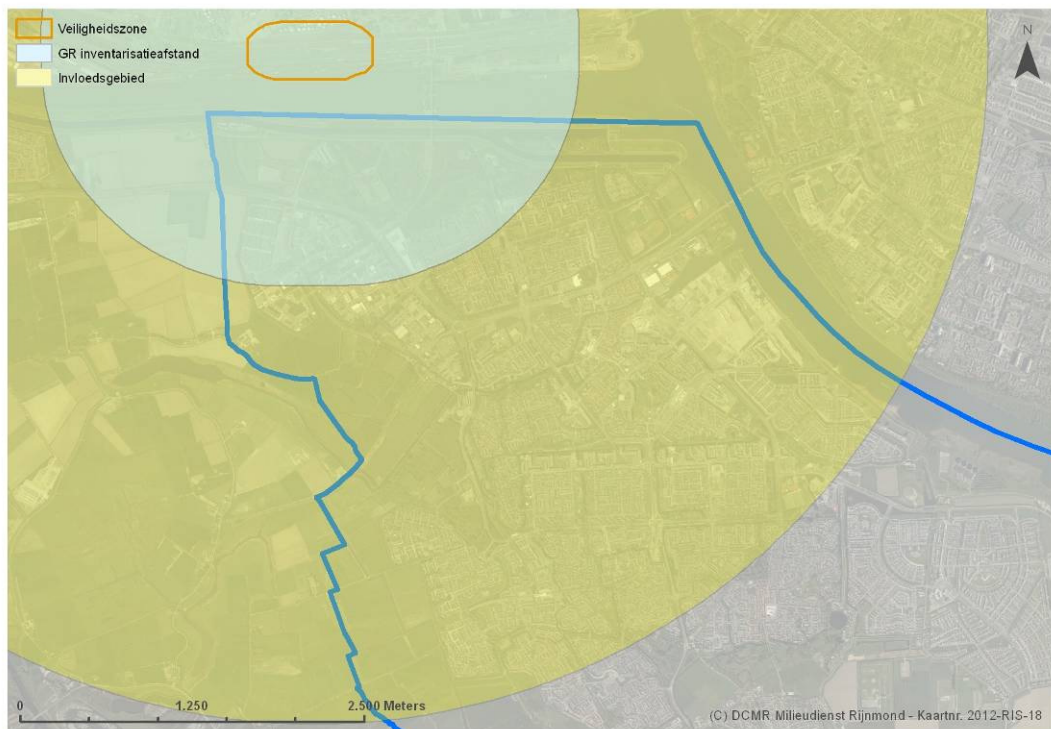 Veiligheidszone
GR inventarisatieafstand
Invloedsgebied
N
0 1.250 2.500 Meters
(C) DCMR Milieudienst Rijnmond - Kaartnr. 2012-RIS-18